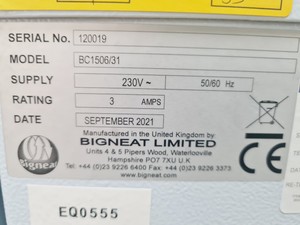 SERIAL No. 120019
MODEL BC1506/31
SUPPLY 230V~ 50/60 Hz
RATING 3 AMPS
DATE SEPTEMBER 2021
Manufactured in the United Kingdom by
BIGNEAT LIMITED
Units 4 & 5 Pipers Wood, Waterlooville
Hampshire PO7 7XU U.K
Tel: +44 (0)23 9226 6400 Fax: +44 (0)23 9228 3373
www.bigneat.com
Bigneat
EQ0555